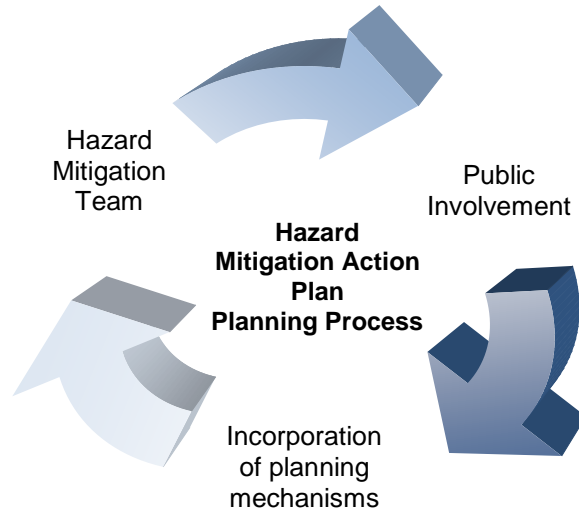 Hazard
Mitigation
Team
Public
Involvement
Hazard
Mitigation Action
Plan
Planning Process
Incorporation
of planning
mechanisms